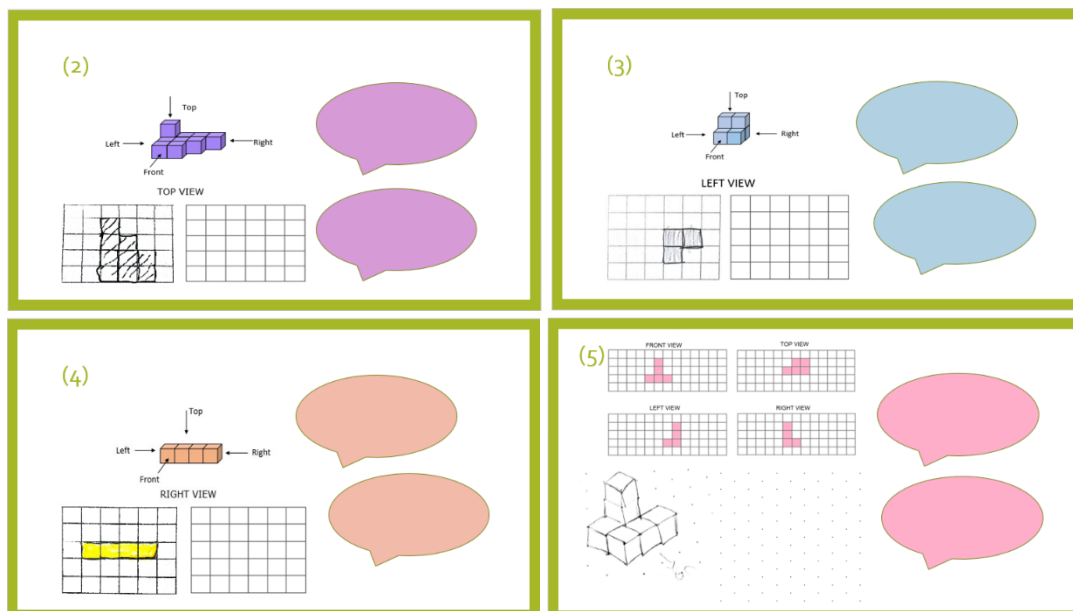 (2)
Top
Left
Right
Front
TOP VIEW
(3)
Top
Left
Right
Front
LEFT VIEW
(4)
Top
Left
Right
Front
RIGHT VIEW
(5)
FRONT VIEW
TOP VIEW
LEFT VIEW
RIGHT VIEW